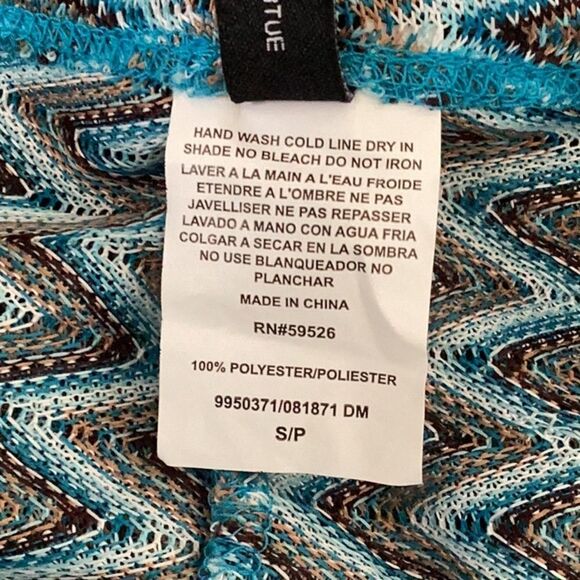 TUE
HAND WASH COLD LINE DRY IN
SHADE NO BLEACH DO NOT IRON
LAVER A LA MAIN A L'EAU FROIDE
ETENDRE A L'OMBRE NE PAS
JAVELLISER NE PAS REPASSER
LAVADO A MANO CON AGUA FRIA
COLGAR A SECAR EN LA SOMBRA
NO USE BLANQUEADOR NO
PLANCHAR
MADE IN CHINA
RN#59526
100% POLYESTER/POLIESTER
9950371/081871 DM
S/P